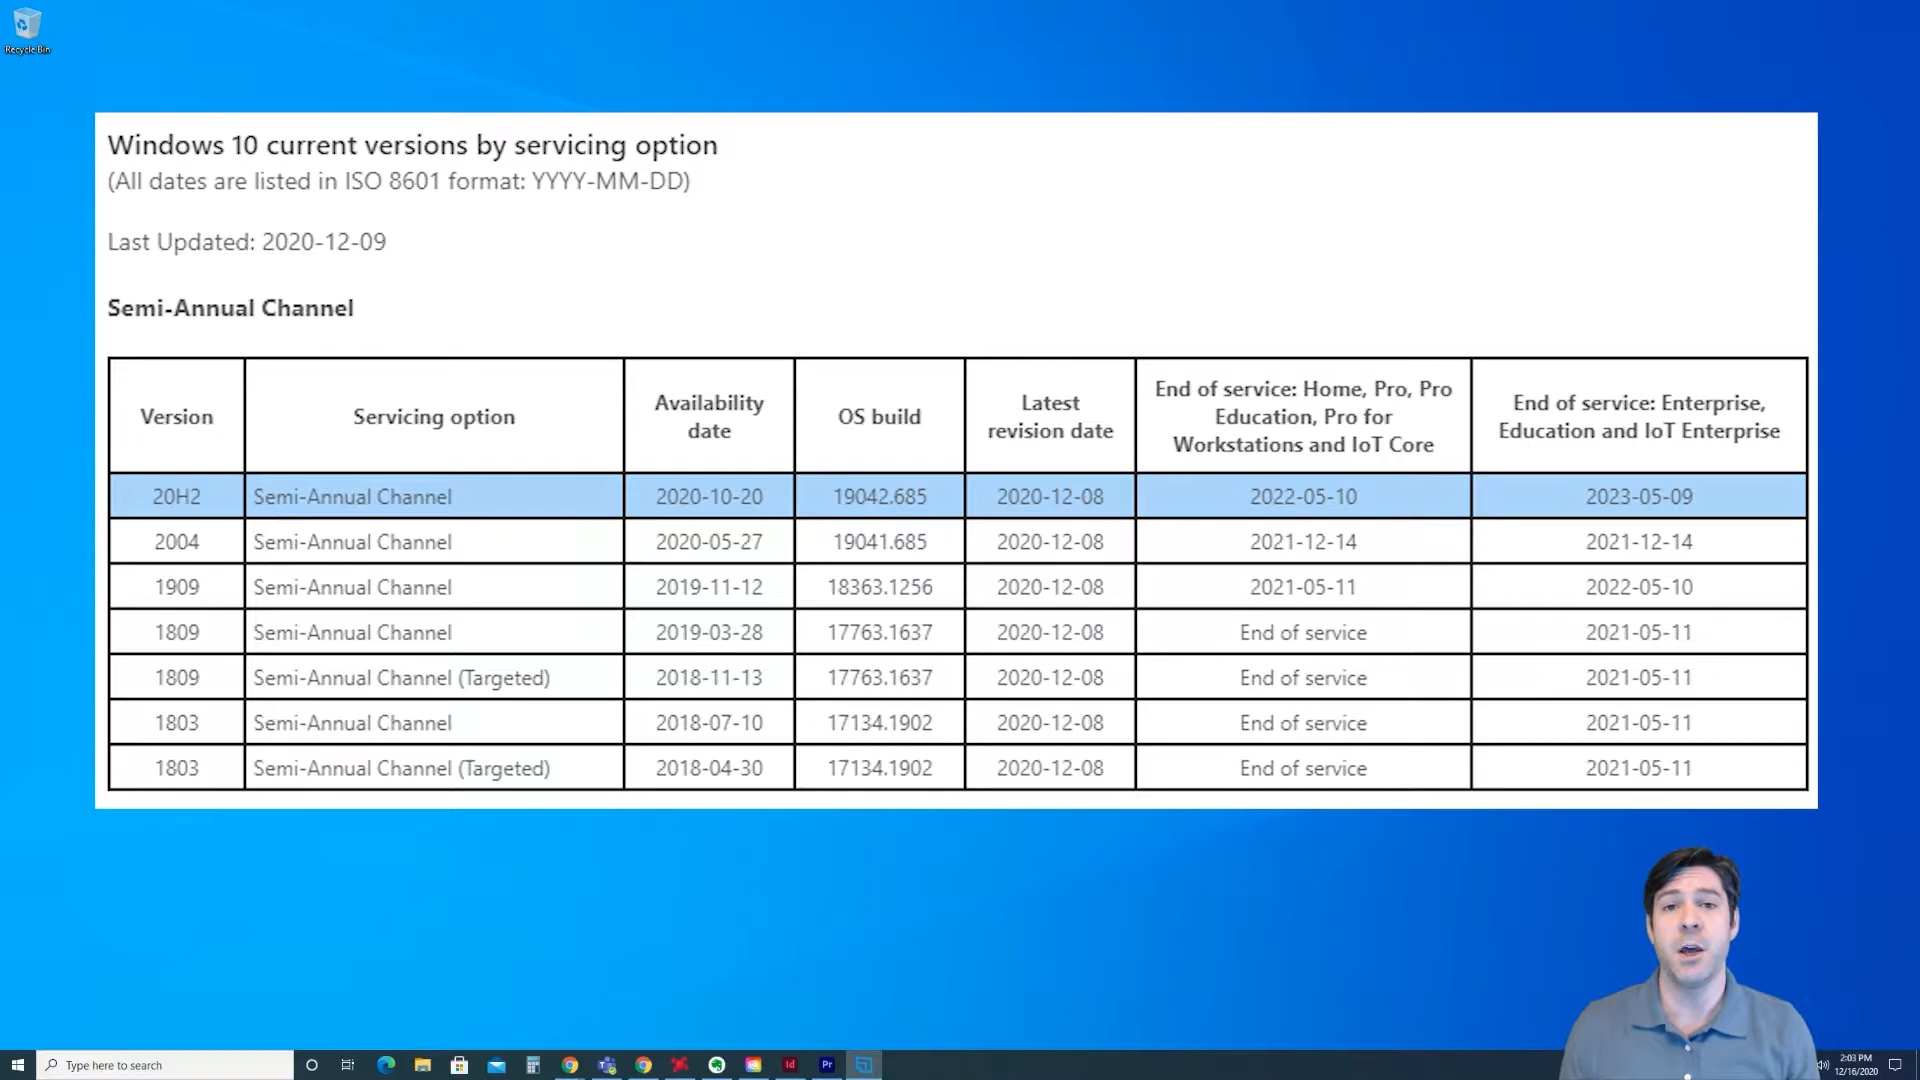 Recycle Bin
Windows 10 current versions by servicing option
(All dates are listed in ISO 8601 format: YYYY-MM-DD)
Last Updated: 2020-12-09
Semi-Annual Channel
Version
Servicing option
Availability
date
OS build
Latest
revision date
End of service: Home, Pro, Pro
Education, Pro for
Workstations and IoT Core
End of service: Enterprise,
Education and IoT Enterprise
20H2 Semi-Annual Channel 2020-10-20 19042.685 2020-12-08 2022-05-10 2023-05-09
2004 Semi-Annual Channel 2020-05-27 19041.685 2020-12-08 2021-12-14 2021-12-14
1909 Semi-Annual Channel 2019-11-12 18363.1256 2020-12-08 2021-05-11 2022-05-10
1809 Semi-Annual Channel 2019-03-28 17763.1637 2020-12-08 End of service 2021-05-11
1809 Semi-Annual Channel (Targeted) 2018-11-13 17763.1637 2020-12-08 End of service 2021-05-11
1803 Semi-Annual Channel 2018-07-10 17134.1902 2020-12-08 End of service 2021-05-11
1803 Semi-Annual Channel (Targeted) 2018-04-30 17134.1902 2020-12-08 End of service 2021-05-11
Type here to search
Id
Pr
2:03 PM
12/16/2020